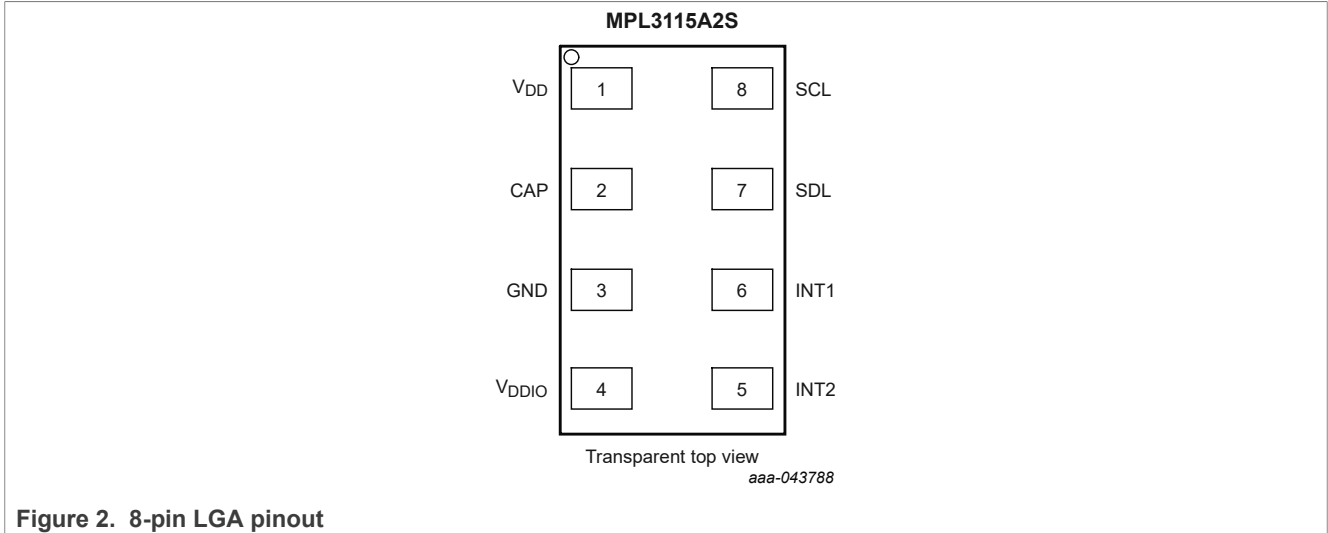 MPL3115A2S
VDD 1 8 SCL
CAP 2 7 SDL
GND 3 6 INT1
VDDIO 4 5 INT2
Transparent top view
aaa-043788
Figure 2. 8-pin LGA pinout